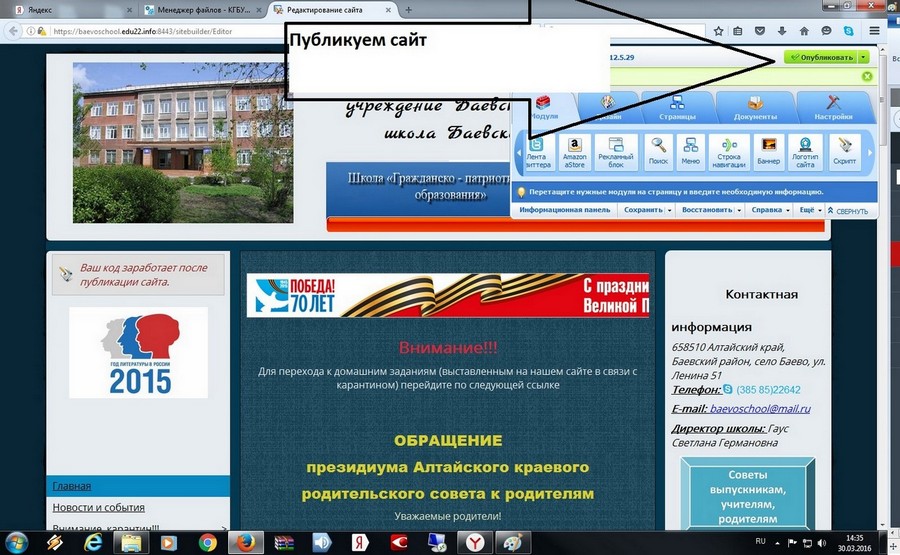 Яндекс
Менеджер файлов - КГБУ...
Редактирование сайта
https://baevoschool.edu22.info:8443/sitebuilder/Editor
Публикуем сайт
12.5.29
Опубликовать
учреждение Баевс
школа Баевск
Школа «Гражданско - патриот
образования»
Модули
Страницы
Документы
Настройки
Лента
Amazon
aStore
Рекламный
блок
Поиск
Меню
Строка
навигации
Баннер
Логотип
сайта
Скрипт
Перетащите нужные модули на страницу и введите необходимую информацию.
Информационная панель
Сохранить
Восстановить
Справка
Ещё
СВЕРНУТЬ
Ваш код заработает после
публикации сайта.
ГОД ЛИТЕРАТУРЫ В РОССИИ
2015
Главная
Новости и события
Внимание, карантин!!!
>
ПОБЕДА!
70 ЛЕТ
С праздни
Великой П
Внимание!!!
Для перехода к домашним заданиям (выставленным на нашем сайте в связи с
карантином) перейдите по следующей ссылке
ОБРАЩЕНИЕ
президиума Алтайского краевого
родительского совета к родителям
Уважаемые родители!
Контактная
информация
658510 Алтайский край,
Баевский район, село Баево, ул.
Ленина 51
Телефон: (385 85)22642
E-mail: baevoschool@mail.ru
Директор школы: Гаус
Светлана Германовна
Советы
выпускникам,
учителям,
родителям
RU
14:35
30.03.2016